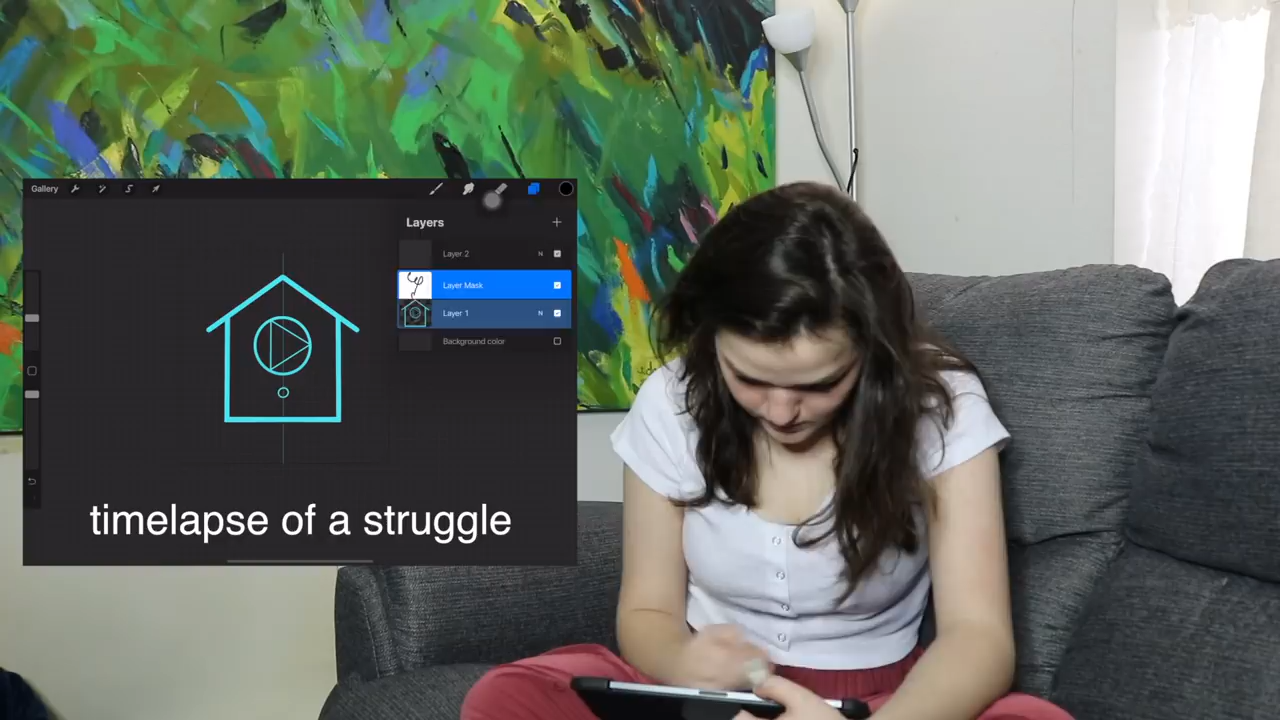 Gallery
Layers
Layer 2 N
Layer Mask
Layer 1 N
Background color
timelapse of a struggle